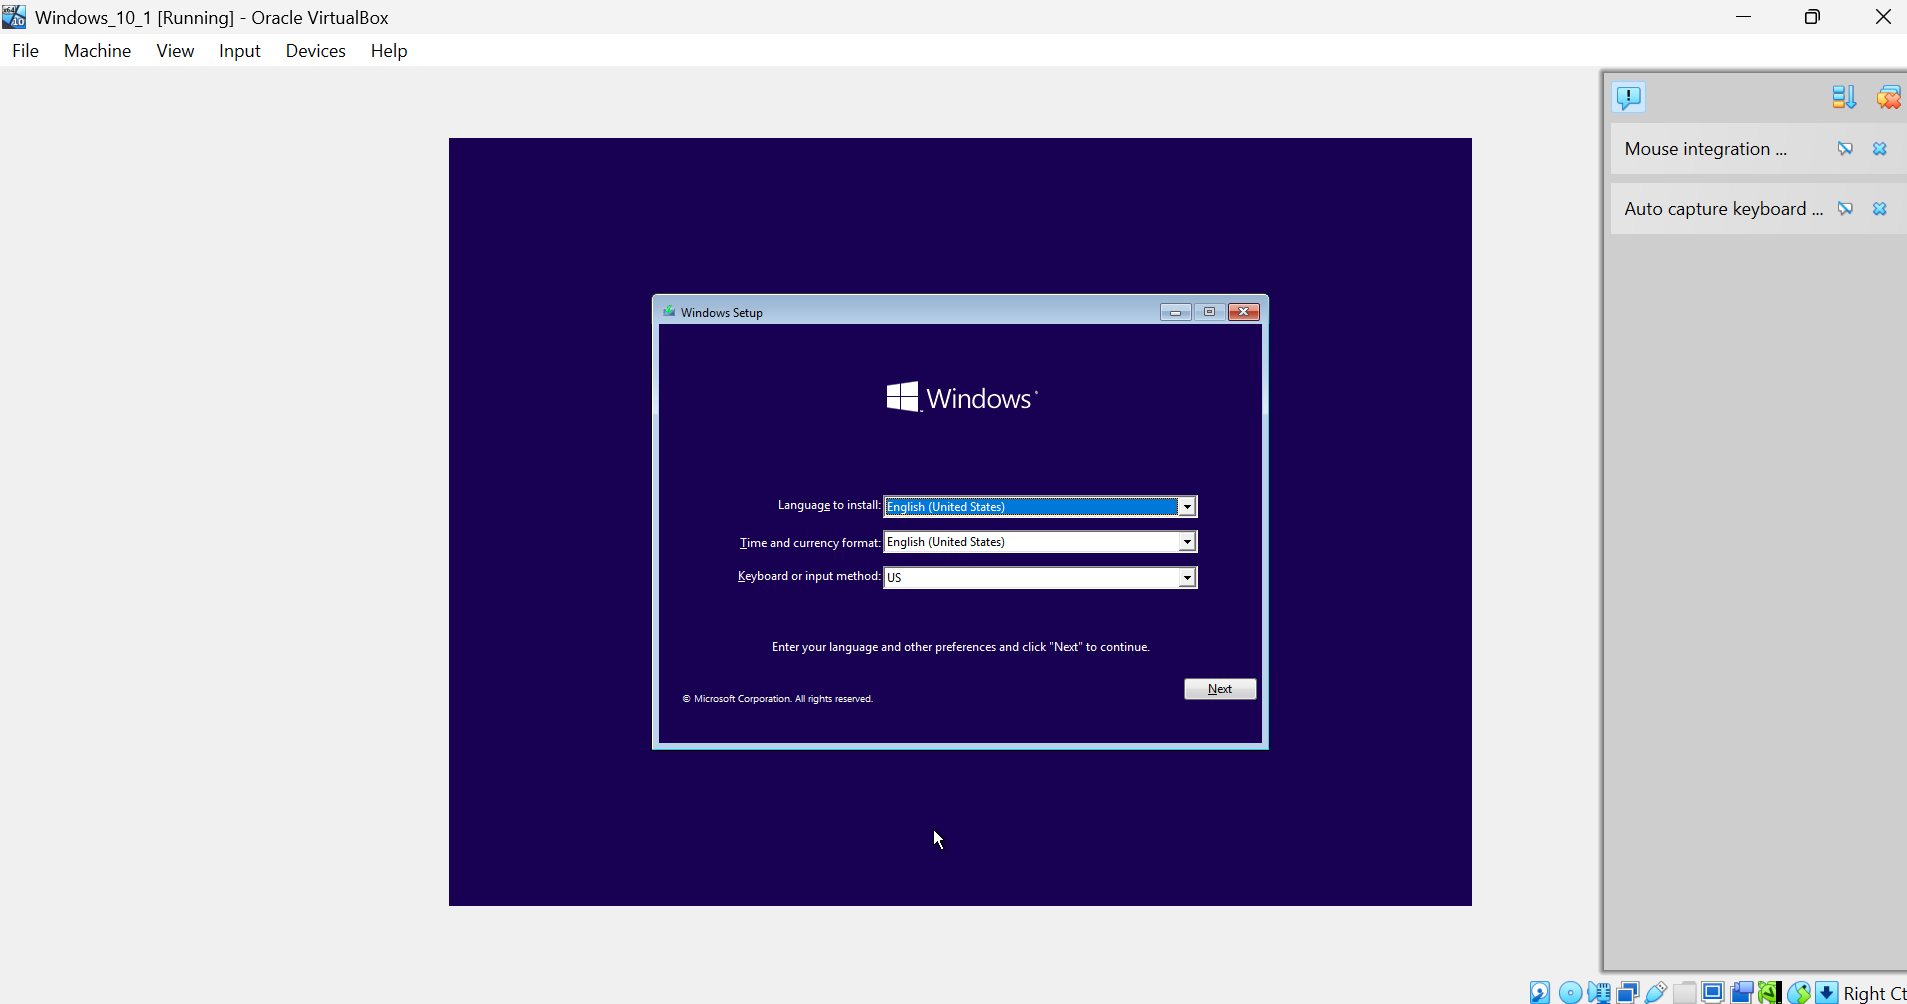 Windows_10_1 [Running] - Oracle VirtualBox
File Machine View Input Devices Help
Mouse integration ...
Auto capture keyboard ...
Windows Setup
Windows
Language to install: English (United States)
Time and currency format: English (United States)
Keyboard or input method: US
Enter your language and other preferences and click "Next" to continue.
Next
© Microsoft Corporation. All rights reserved.
Right Ct